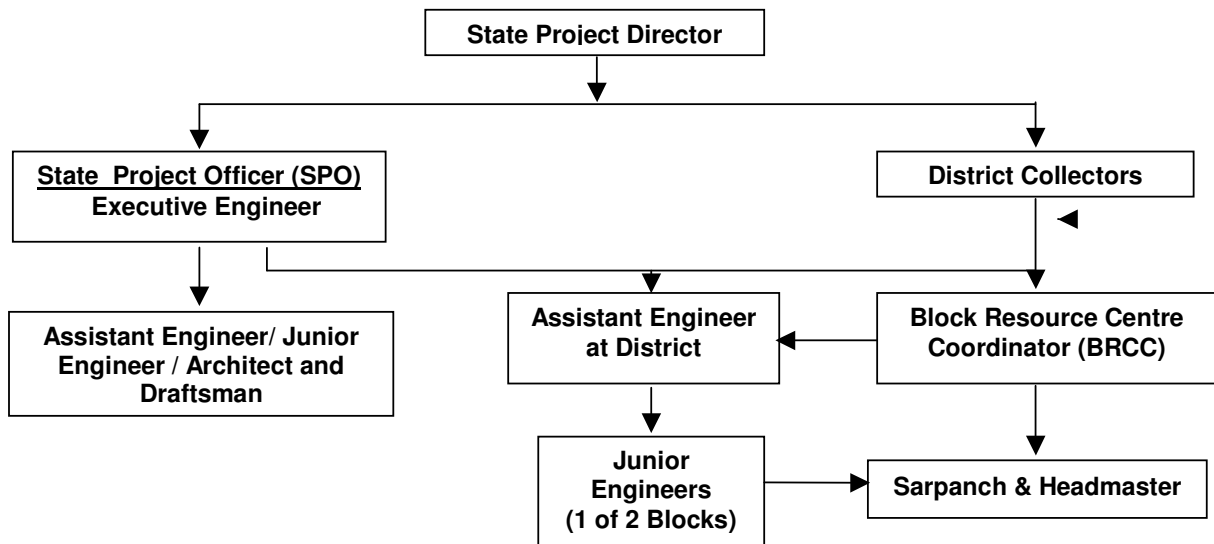 State Project Director
State Project Officer (SPO)
Executive Engineer
District Collectors
Assistant Engineer/ Junior
Engineer / Architect and
Draftsman
Assistant Engineer
at District
Block Resource Centre
Coordinator (BRCC)
Junior
Engineers
(1 of 2 Blocks)
Sarpanch & Headmaster